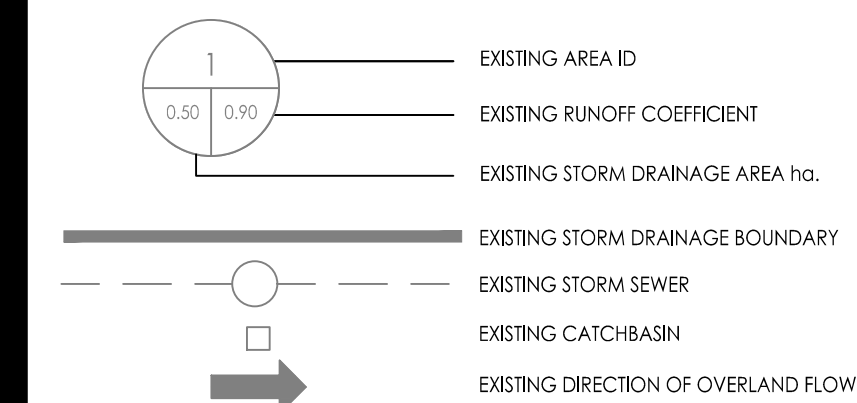 1
EXISTING AREA ID
0.50 0.90
EXISTING RUNOFF COEFFICIENT
EXISTING STORM DRAINAGE AREA ha.
EXISTING STORM DRAINAGE BOUNDARY
EXISTING STORM SEWER
EXISTING CATCHBASIN
EXISTING DIRECTION OF OVERLAND FLOW